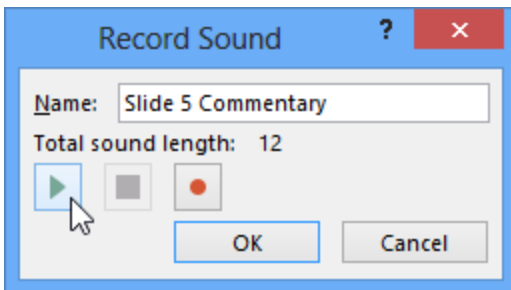 Record Sound ?
Name: Slide 5 Commentary
Total sound length: 12
OK Cancel